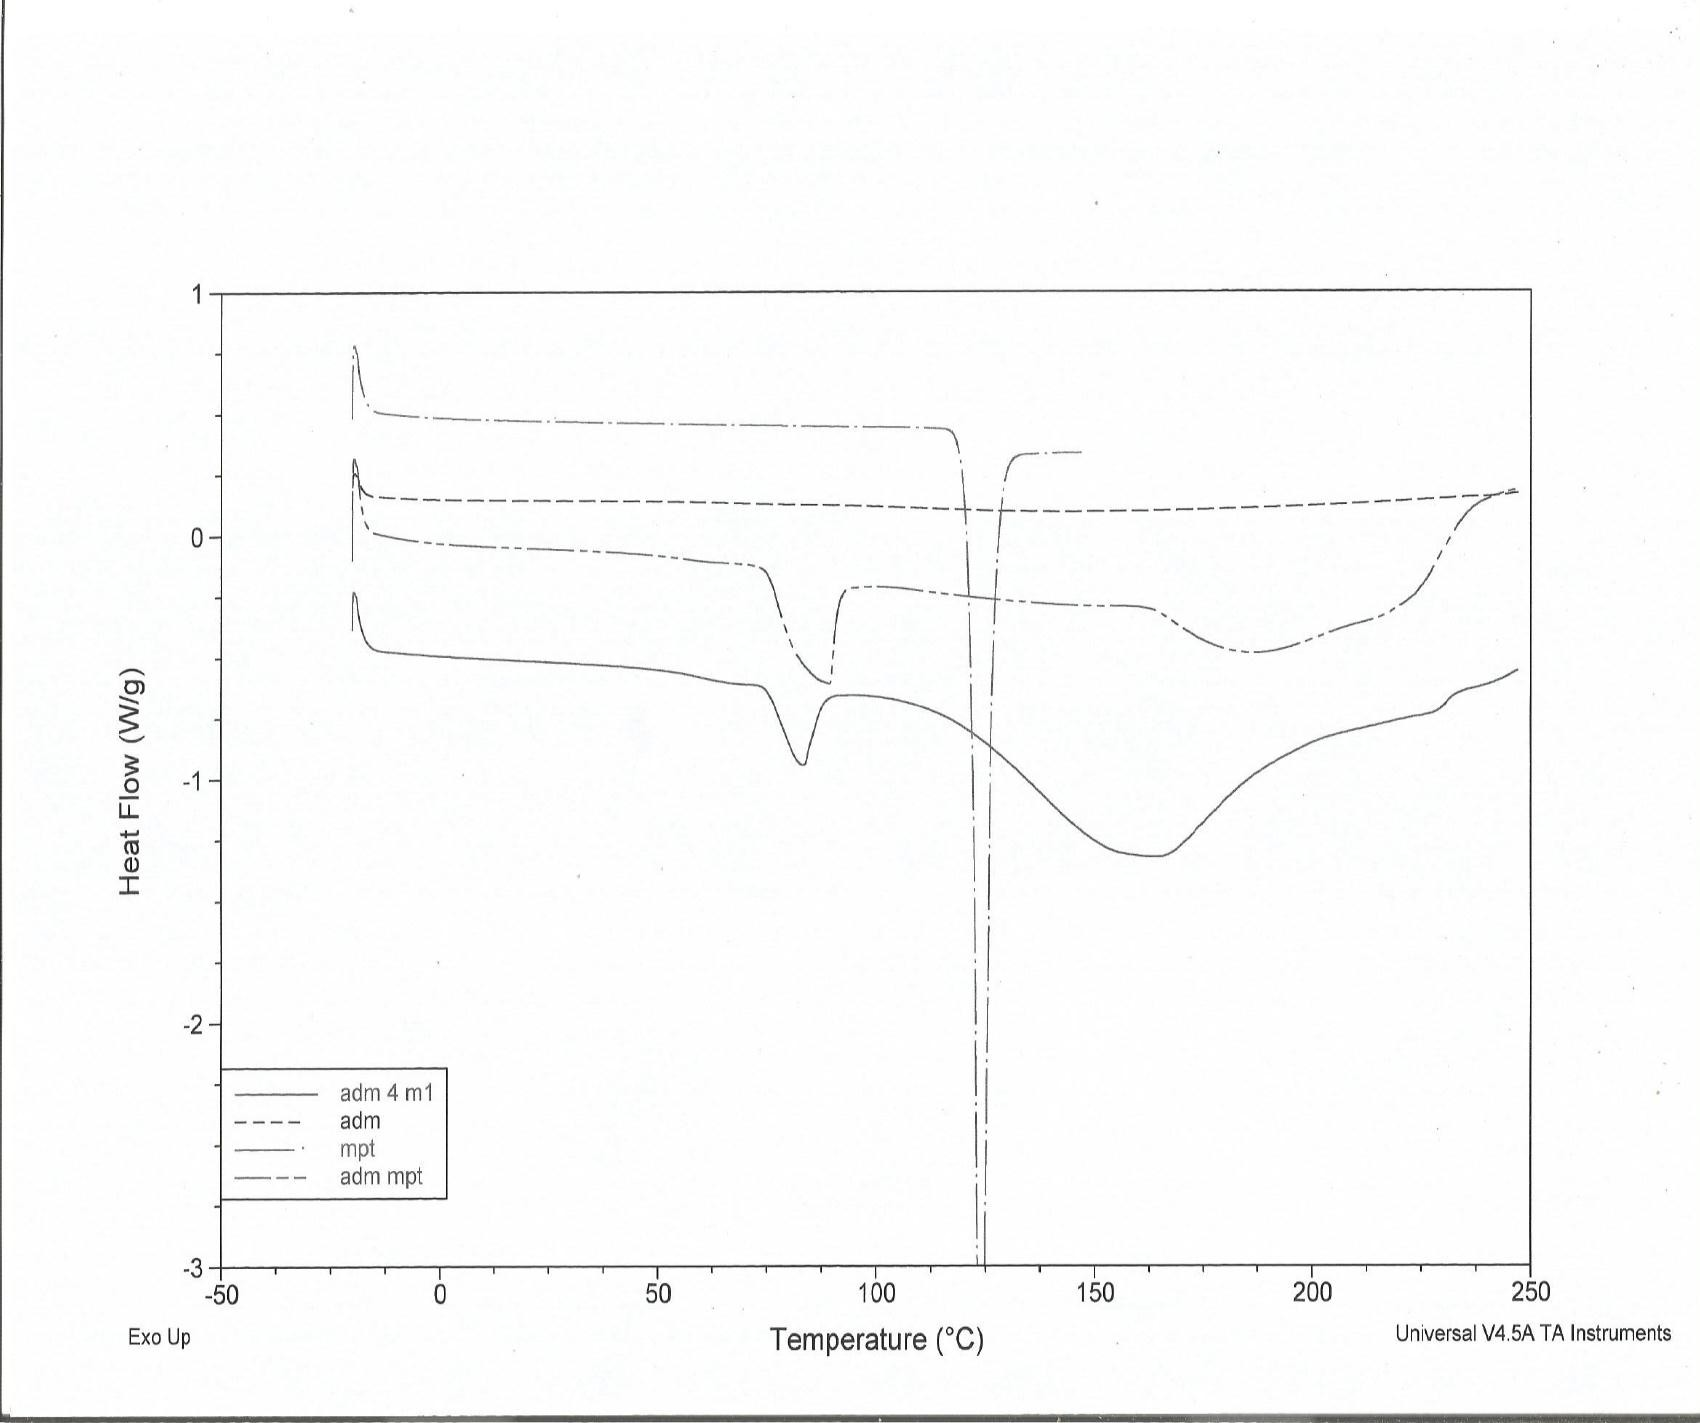 1
0
-1
-2
-3
Heat Flow (W/g)
adm 4 m1
adm
mpt
adm mpt
-50 0 50 100 150 200 250
Exo Up
Temperature (°C)
Universal V4.5A TA Instruments